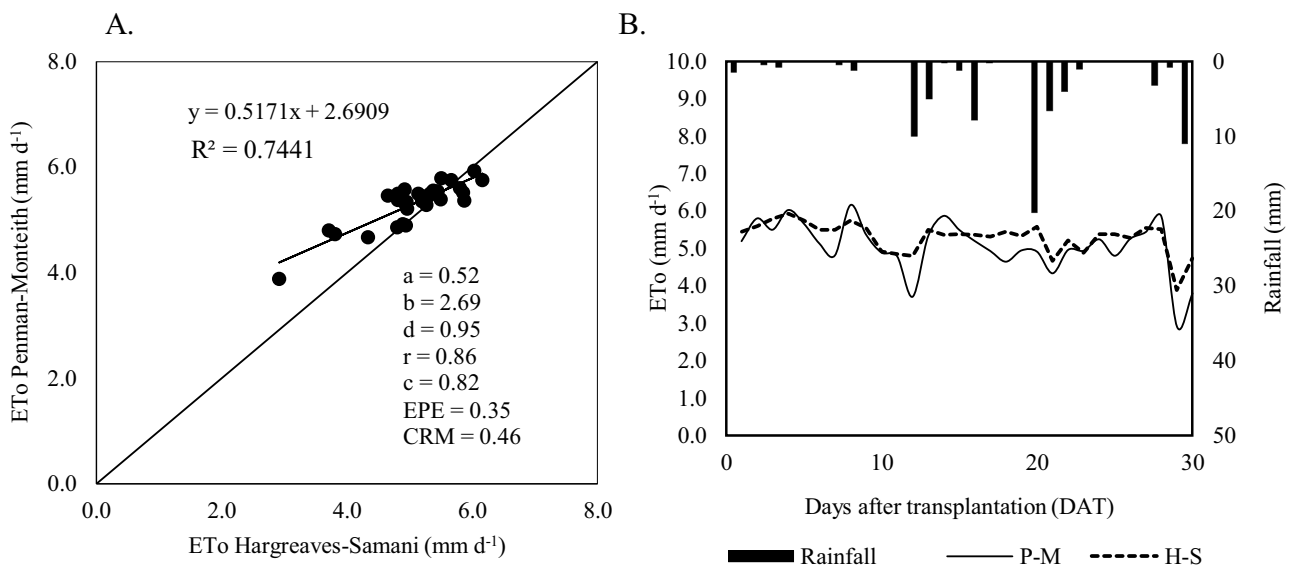 A.
8.0
6.0
4.0
2.0
0.0
ETo Penman-Monteith (mm d⁻¹)
y = 0.5171x + 2.6909
R² = 0.7441
a = 0.52
b = 2.69
d = 0.95
r = 0.86
c = 0.82
EPE = 0.35
CRM = 0.46
0.0 2.0 4.0 6.0 8.0
ETo Hargreaves-Samani (mm d⁻¹)
B.
10.0
9.0
8.0
7.0
6.0
5.0
4.0
3.0
2.0
1.0
0.0
ETo (mm d⁻¹)
0
10
20
30
40
50
Rainfall (mm)
0 10 20 30
Days after transplantation (DAT)
Rainfall P-M H-S